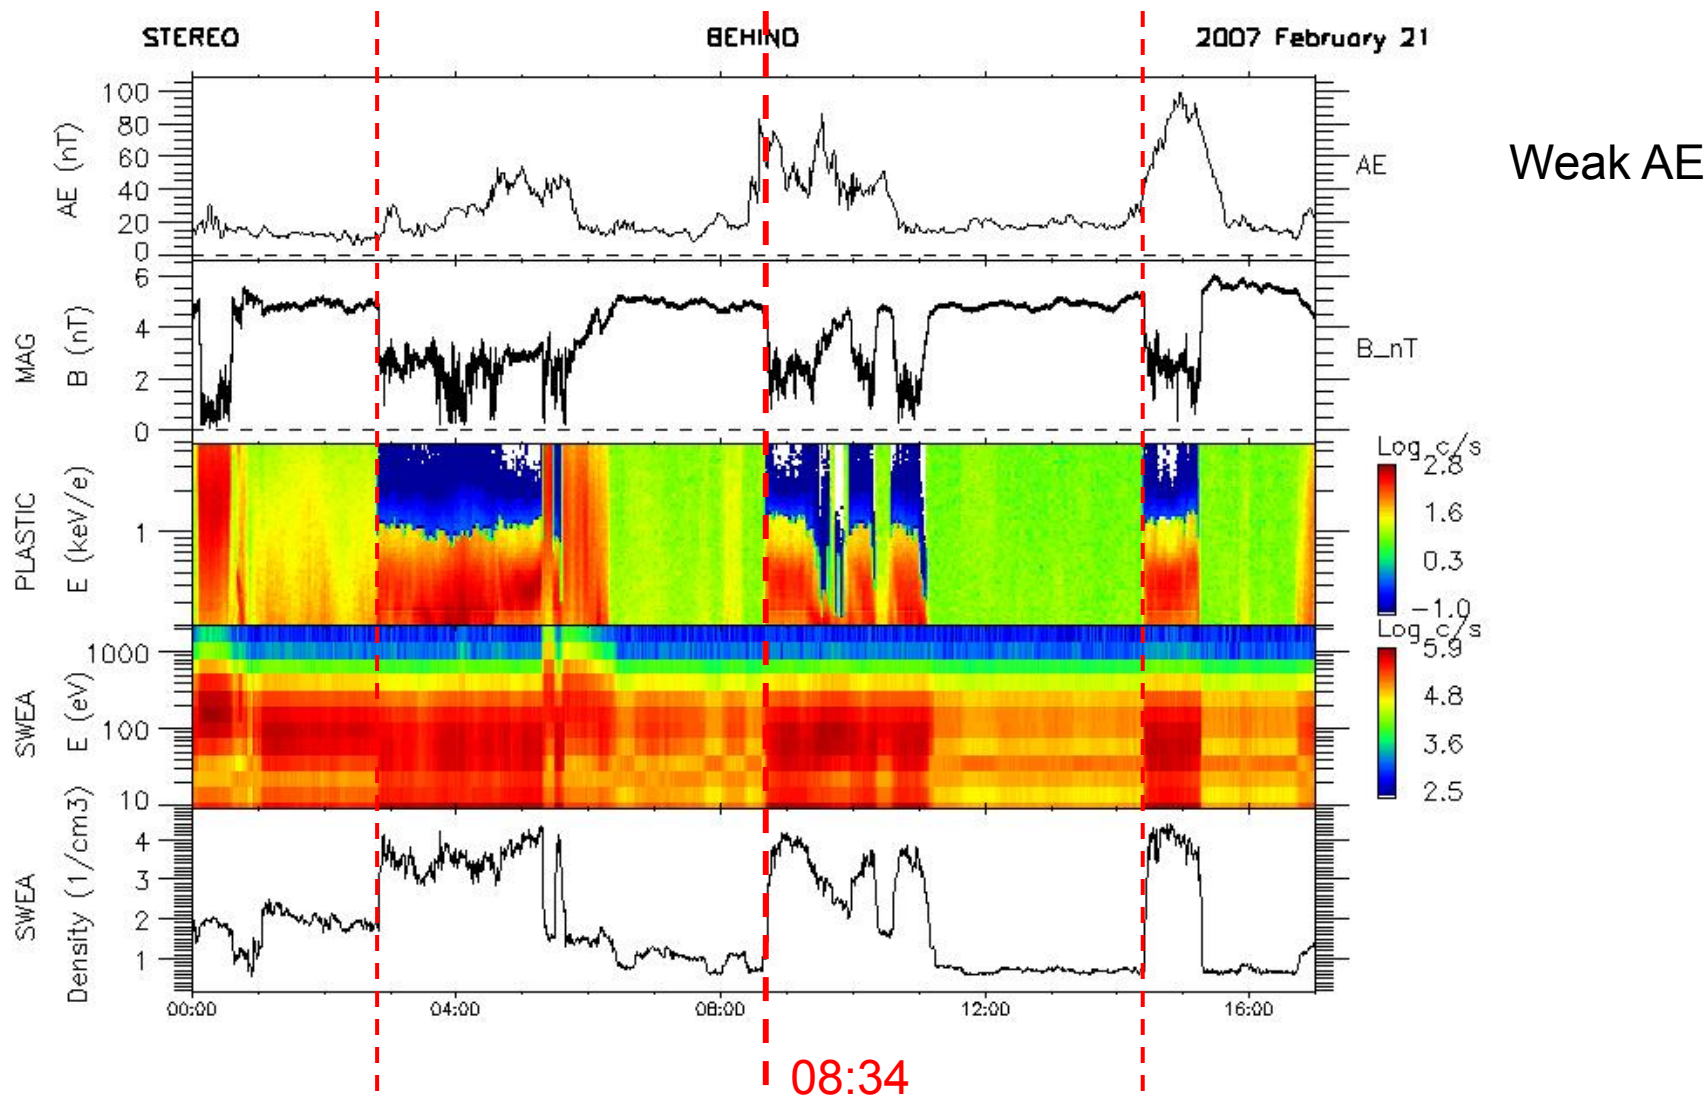 STEREO BEHIND 2007 February 21
100
80
60
40
20
0
AE (nT)
AE
Weak AE
6
4
2
0
MAG
B (nT)
B_nT
PLASTIC
E (keV/e)
1
Log c/s
2.8
1.6
0.3
-1.0
SWEA
E (eV)
1000
100
10
Log c/s
5.9
4.8
3.6
2.5
SWEA
Density (1/cm3)
4
3
2
1
00:00 04:00 08:00 12:00 16:00
08:34